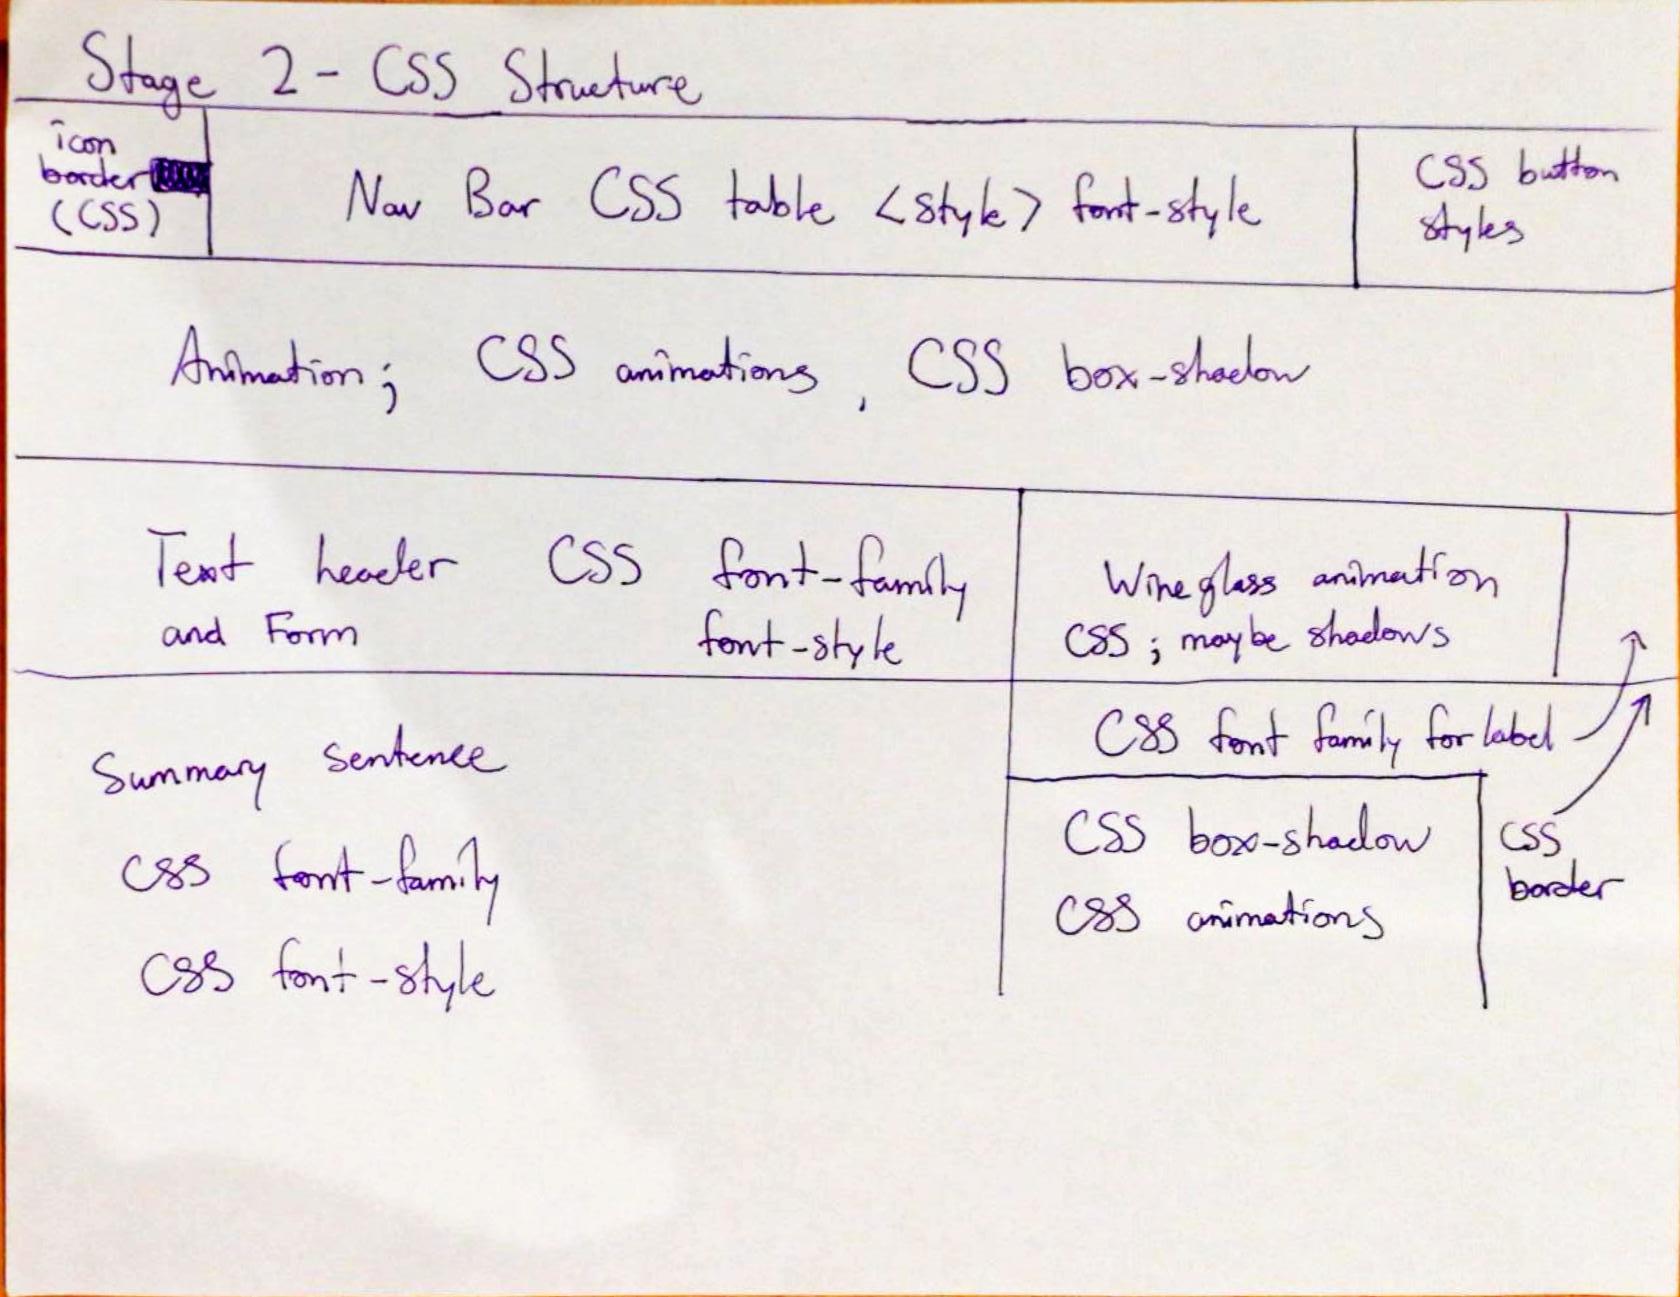 Stage 2 - CSS Structure
icon
border
(CSS)
Nav Bar CSS table <style> font-style
CSS button
styles
Animation; CSS animations, CSS box-shadow
Text header CSS font-family
and Form font-style
Wineglass animation
CSS; maybe shadows
Summary sentence
CSS font-family
CSS font-style
CSS font family for label
CSS box-shadow
CSS animations
CSS
border